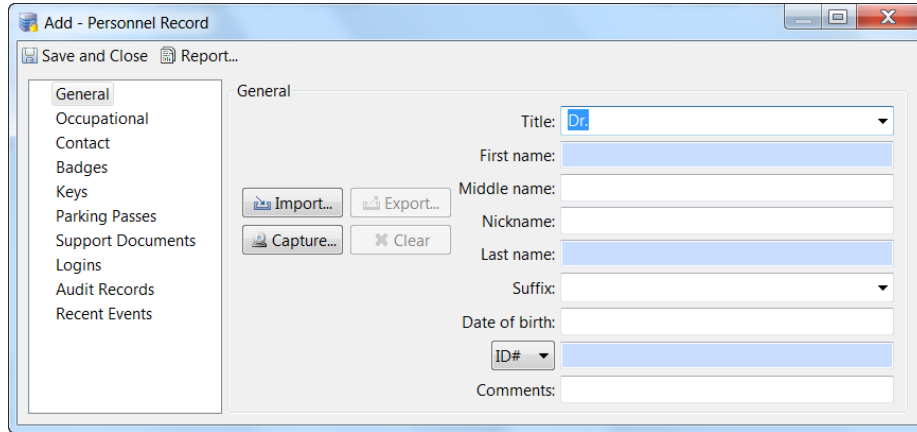 Add - Personnel Record
Save and Close Report...
General
Occupational
Contact
Badges
Keys
Parking Passes
Support Documents
Logins
Audit Records
Recent Events
General
Title: Dr.
First name:
Middle name:
Nickname:
Last name:
Suffix:
Date of birth:
ID#
Comments:
Import... Export...
Capture... Clear